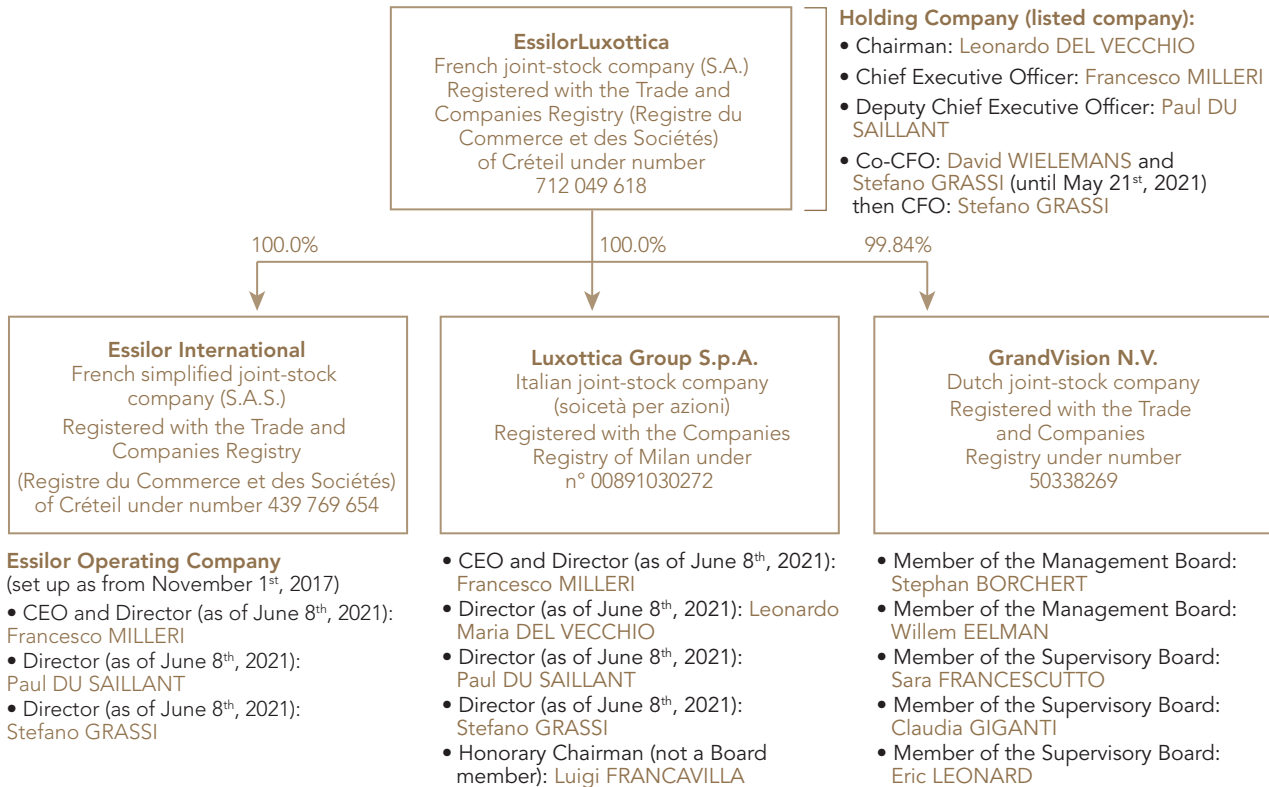 EssilorLuxottica
French joint-stock company (S.A.)
Registered with the Trade and
Companies Registry (Registre du
Commerce et des Sociétés)
of Créteil under number
712 049 618
Holding Company (listed company):
• Chairman: Leonardo DEL VECCHIO
• Chief Executive Officer: Francesco MILLERI
• Deputy Chief Executive Officer: Paul DU
SAILLANT
• Co-CFO: David WIELEMANS and
Stefano GRASSI (until May 21st, 2021)
then CFO: Stefano GRASSI
100.0%
100.0%
99.84%
Essilor International
French simplified joint-stock
company (S.A.S.)
Registered with the Trade and
Companies Registry
(Registre du Commerce et des Sociétés)
of Créteil under number 439 769 654
Essilor Operating Company
(set up as from November 1st, 2017)
• CEO and Director (as of June 8th, 2021):
Francesco MILLERI
• Director (as of June 8th, 2021):
Paul DU SAILLANT
• Director (as of June 8th, 2021):
Stefano GRASSI
Luxottica Group S.p.A.
Italian joint-stock company
(soicetà per azioni)
Registered with the Companies
Registry of Milan under
n° 00891030272
• CEO and Director (as of June 8th, 2021):
Francesco MILLERI
• Director (as of June 8th, 2021): Leonardo
Maria DEL VECCHIO
• Director (as of June 8th, 2021):
Paul DU SAILLANT
• Director (as of June 8th, 2021):
Stefano GRASSI
• Honorary Chairman (not a Board
member): Luigi FRANCAVILLA
GrandVision N.V.
Dutch joint-stock company
Registered with the Trade
and Companies
Registry under number
50338269
• Member of the Management Board:
Stephan BORCHERT
• Member of the Management Board:
Willem EELMAN
• Member of the Supervisory Board:
Sara FRANCESCUTTO
• Member of the Supervisory Board:
Claudia GIGANTI
• Member of the Supervisory Board:
Eric LEONARD